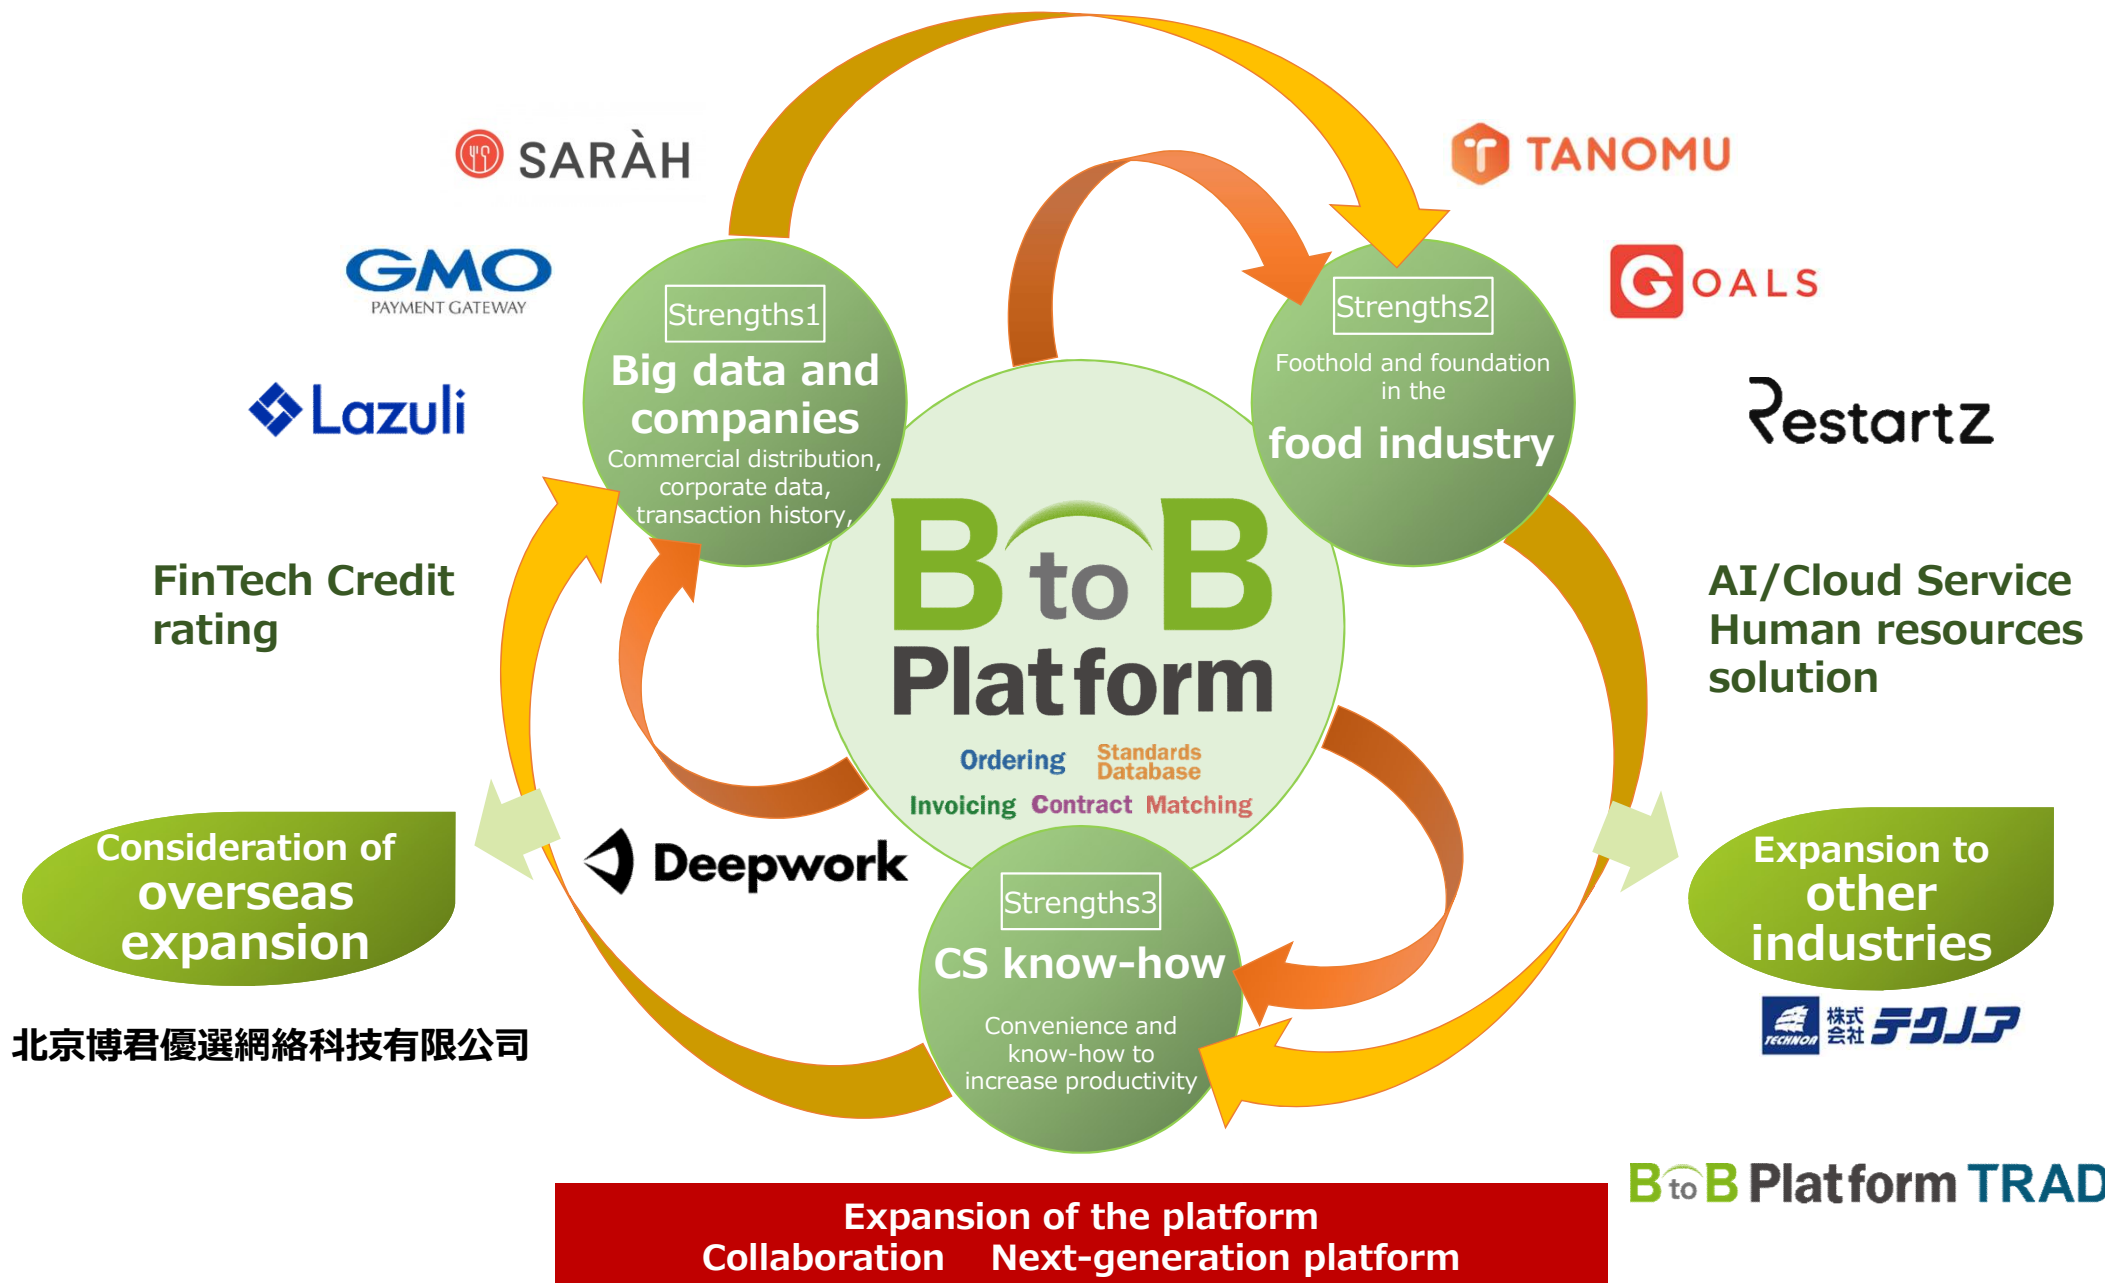 SARÀH
GMO
PAYMENT GATEWAY
Lazuli
TANOMU
GOALS
RestartZ
Strengths1
Big data and
companies
Commercial distribution,
corporate data,
transaction history,
Strengths2
Foothold and foundation
in the
food industry
B to B
Platform
Ordering
Standards
Database
Invoicing
Contract
Matching
FinTech Credit
rating
AI/Cloud Service
Human resources
solution
Consideration of
overseas
expansion
北京博君優選網絡科技有限公司
Deepwork
Strengths3
CS know-how
Convenience and
know-how to
increase productivity
Expansion to
other
industries
TECHNOA
株式
会社
テクノア
B to B Platform TRAD
Expansion of the platform
Collaboration Next-generation platform